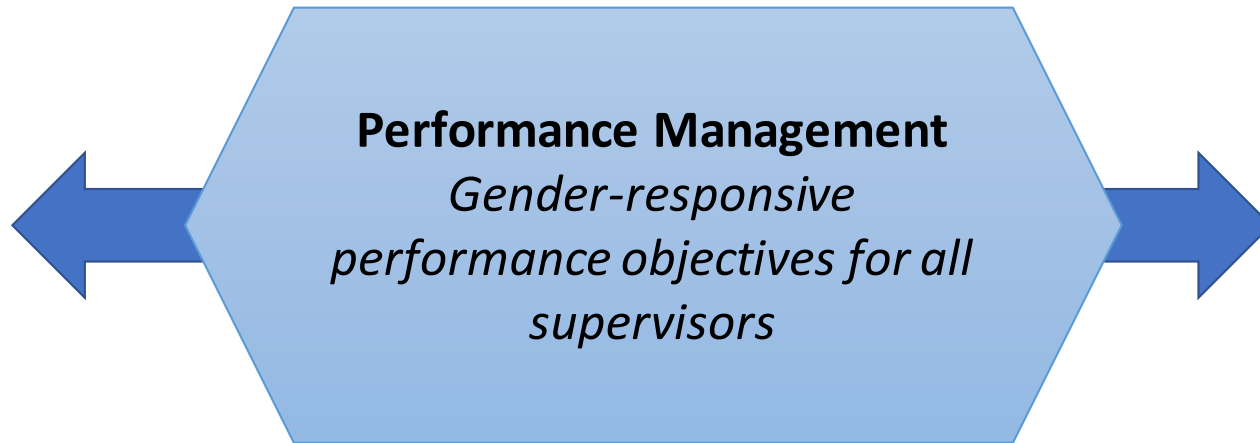 Performance Management
Gender-responsive
performance objectives for all
supervisors